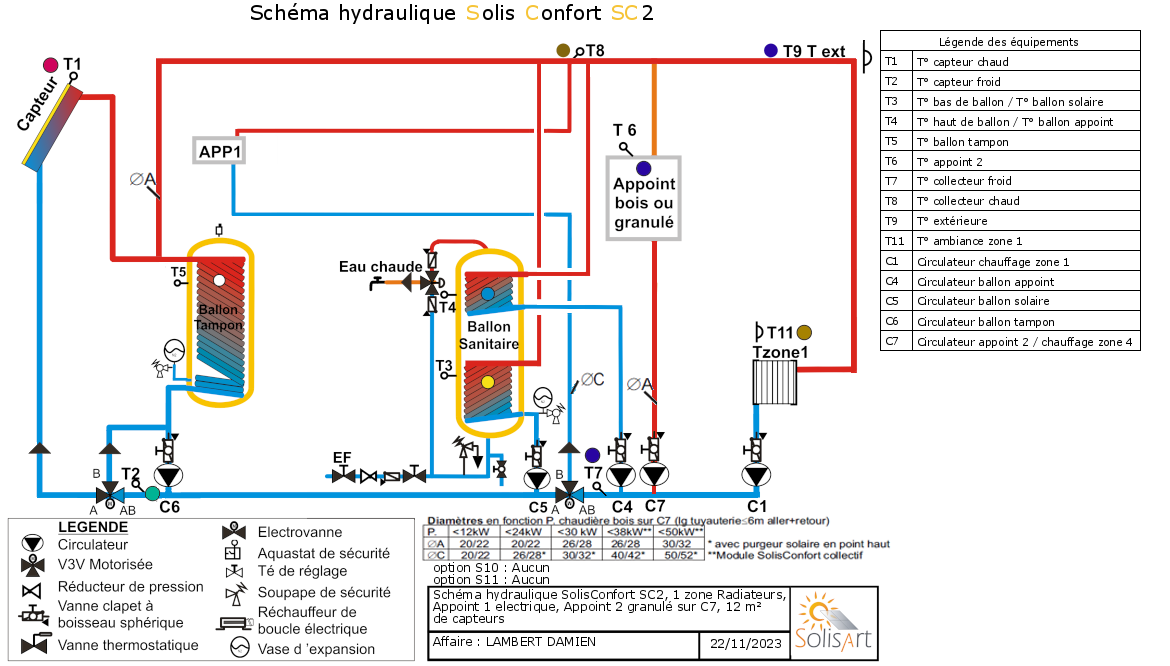 Schéma hydraulique Solis Confort SC2
T1
Capteur
T8
T9 T ext
Légende des équipements
T1 T° capteur chaud
T2 T° capteur froid
T3 T° bas de ballon / T° ballon solaire
T4 T° haut de ballon / T° ballon appoint
T5 T° ballon tampon
T6 T° appoint 2
T7 T° collecteur froid
T8 T° collecteur chaud
T9 T° extérieure
T11 T° ambiance zone 1
C1 Circulateur chauffage zone 1
C4 Circulateur ballon appoint
C5 Circulateur ballon solaire
C6 Circulateur ballon tampon
C7 Circulateur appoint 2 / chauffage zone 4
APP1
∅A
T 6
Appoint
bois ou
granulé
T5
Ballon
Tampon
Eau chaude
T4
Ballon
Sanitaire
T3
∅C
∅A
T11
Tzone1
EF
B
T2
A
AB
C6
B
T7
C5
A
AB
C4
C7
C1
LEGENDE
Circulateur
V3V Motorisée
Réducteur de pression
Vanne clapet à
boisseau sphérique
Vanne thermostatique
Electrovanne
Aquastat de sécurité
Té de réglage
Soupape de sécurité
Réchauffeur de
boucle électrique
Vase d 'expansion
Diamètres en fonction P. chaudière bois sur C7 (lg tuyauterie≤6m aller+retour)
P. <12kW <24kW <30 kW <38kW** <50kW**
∅A 20/22 20/22 26/28 26/28 30/32 * avec purgeur solaire en point haut
∅C 20/22 26/28* 30/32* 40/42* 50/52* **Module SolisConfort collectif
option S10 : Aucun
option S11 : Aucun
Schéma hydraulique SolisConfort SC2, 1 zone Radiateurs,
Appoint 1 electrique, Appoint 2 granulé sur C7, 12 m²
de capteurs
SolisArt
Affaire : LAMBERT DAMIEN
22/11/2023